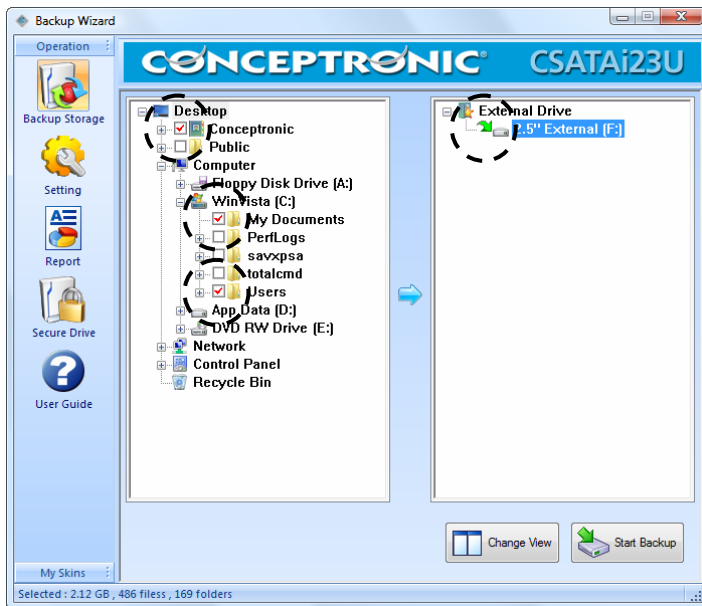 Backup Wizard
Operation
CONCEPTRONIC® CSATAi23U
Backup Storage
Setting
Report
Secure Drive
User Guide
My Skins
Desktop
Conceptronic
Public
Computer
Floppy Disk Drive (A:)
WinVista (C:)
My Documents
PerfLogs
savxpsa
totalcmd
Users
App Data (D:)
DVD RW Drive (E:)
Network
Control Panel
Recycle Bin
External Drive
2.5" External (F:)
Change View
Start Backup
Selected : 2.12 GB , 486 filess , 169 folders